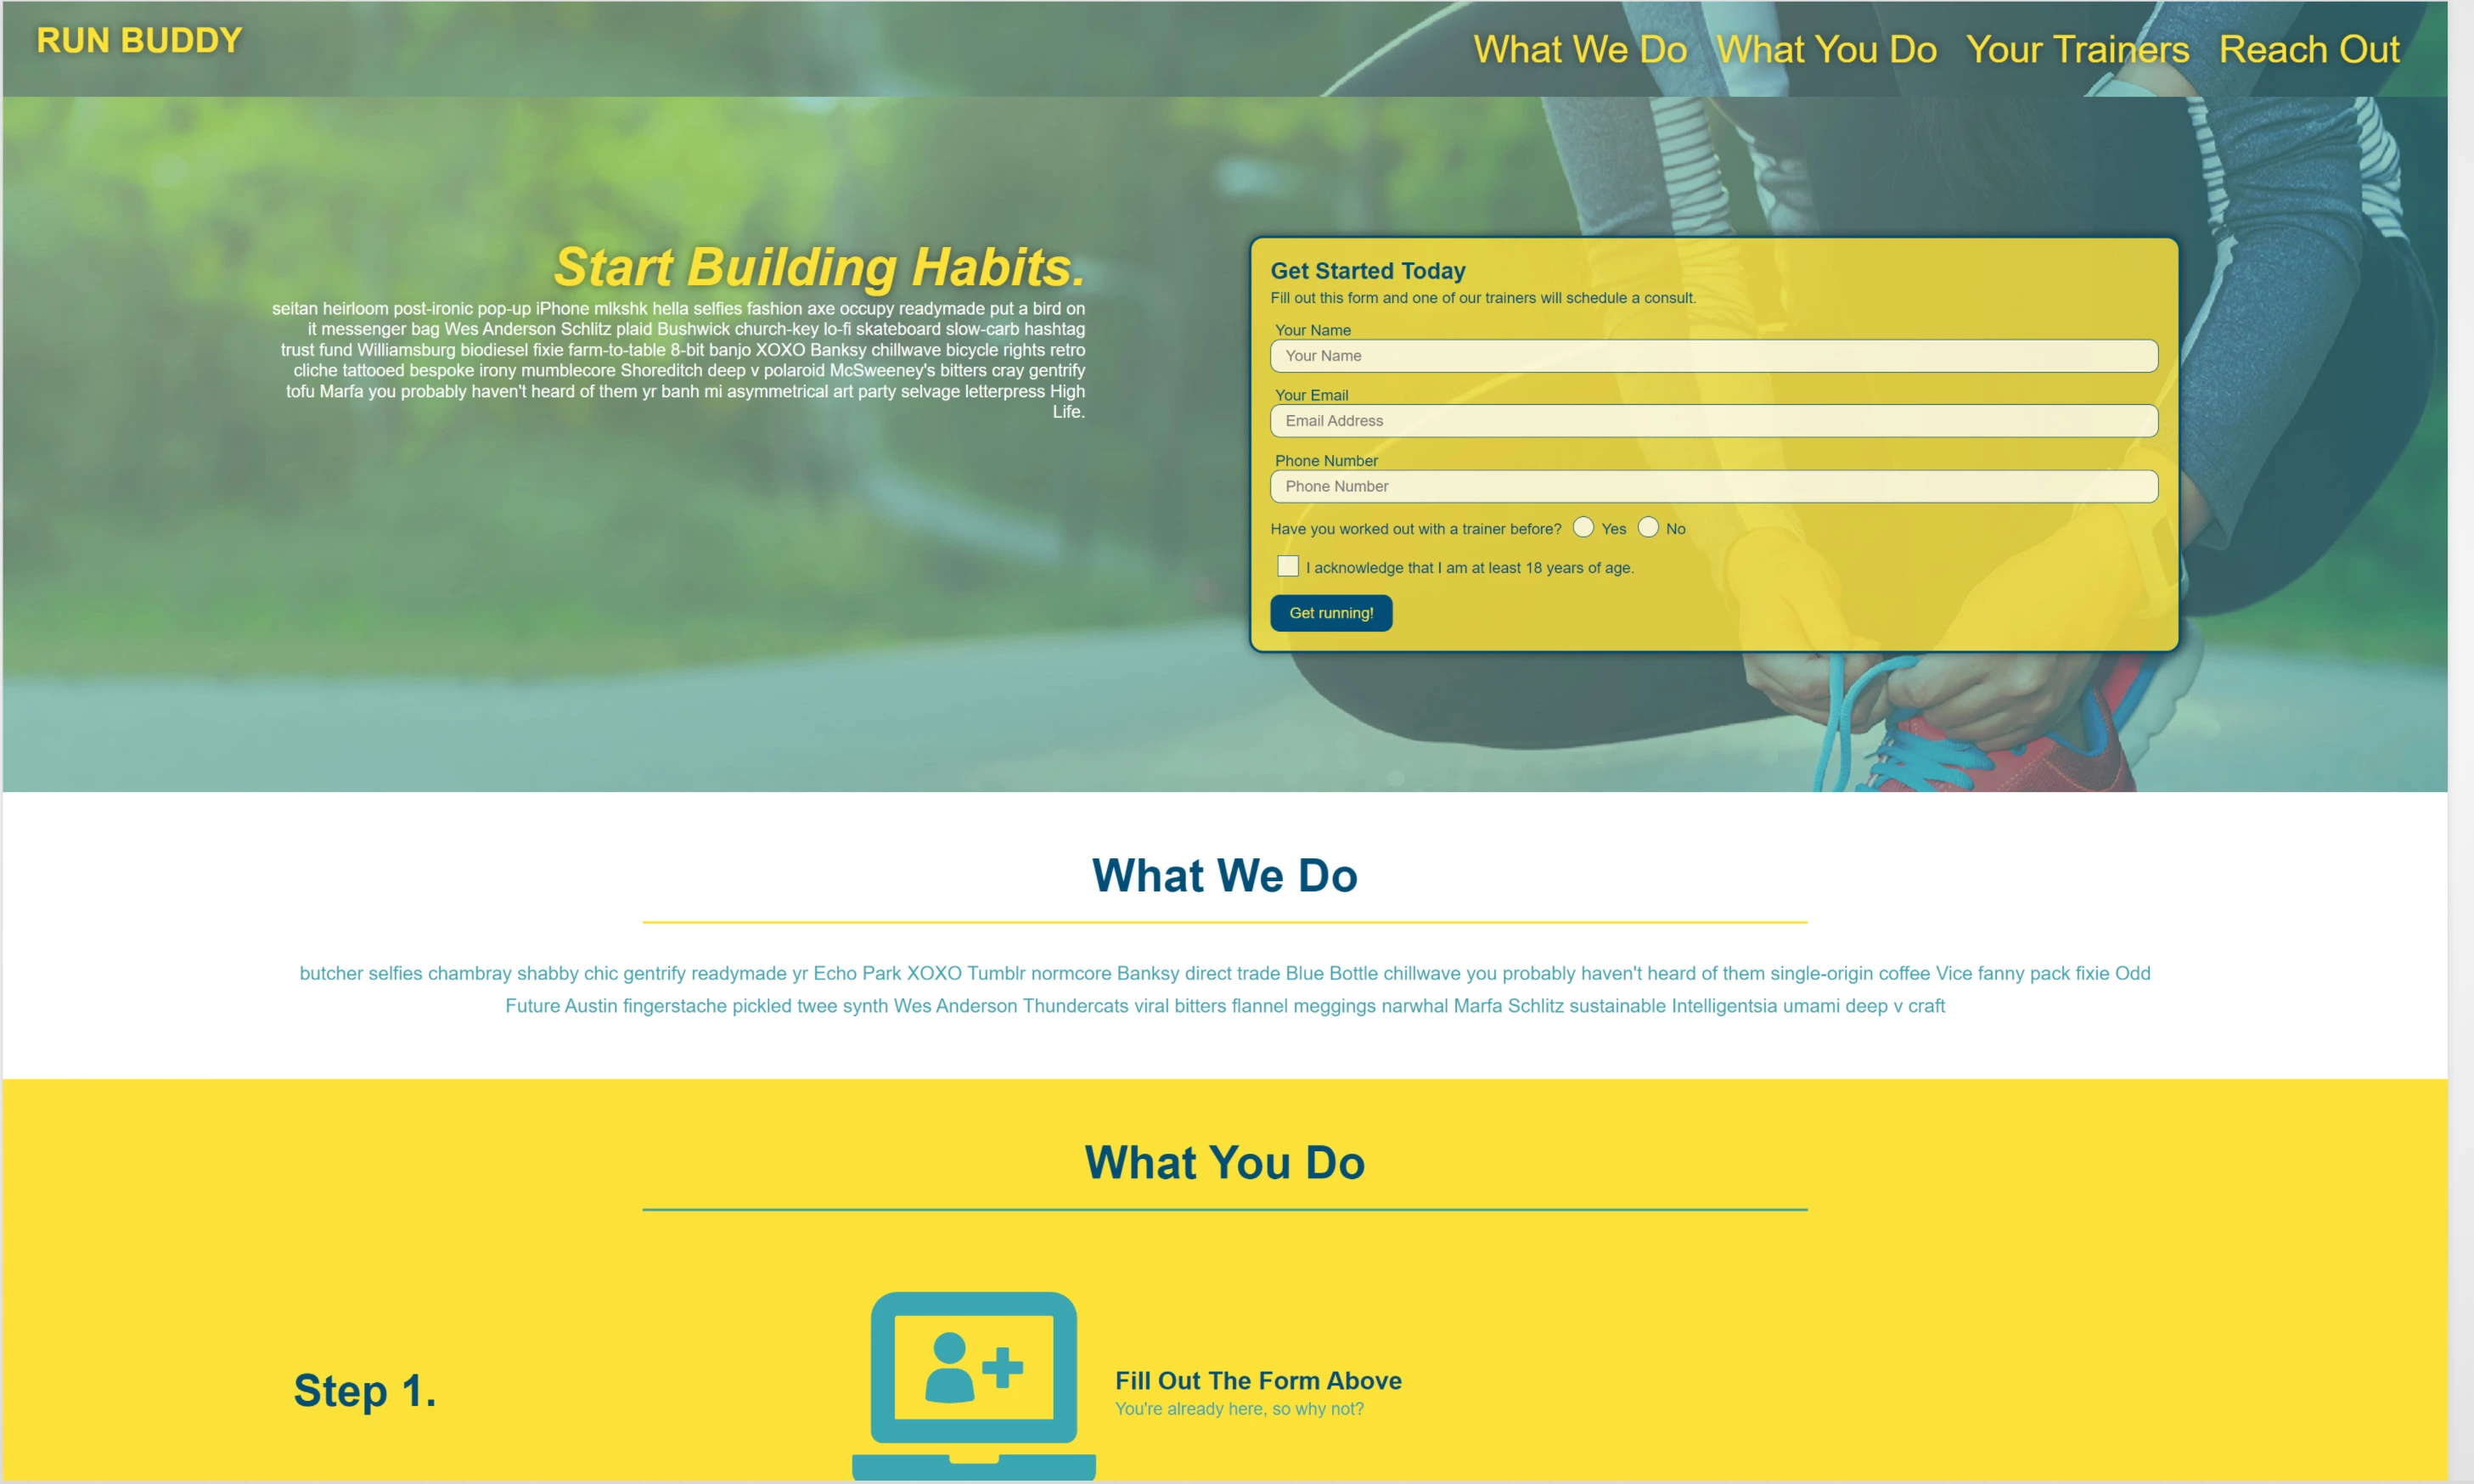 RUN BUDDY
What We Do What You Do Your Trainers Reach Out
Start Building Habits.
seitan heirloom post-ironic pop-up iPhone mlkshk hella selfies fashion axe occupy readymade put a bird on
it messenger bag Wes Anderson Schlitz plaid Bushwick church-key lo-fi skateboard slow-carb hashtag
trust fund Williamsburg biodiesel fixie farm-to-table 8-bit banjo XOXO Banksy chillwave bicycle rights retro
cliche tattooed bespoke irony mumblecore Shoreditch deep v polaroid McSweeney's bitters cray gentrify
tofu Marfa you probably haven't heard of them yr banh mi asymmetrical art party selvage letterpress High
Life.
Get Started Today
Fill out this form and one of our trainers will schedule a consult.
Your Name
Your Name
Your Email
Email Address
Phone Number
Phone Number
Have you worked out with a trainer before? Yes No
I acknowledge that I am at least 18 years of age.
Get running!
What We Do
butcher selfies chambray shabby chic gentrify readymade yr Echo Park XOXO Tumblr normcore Banksy direct trade Blue Bottle chillwave you probably haven't heard of them single-origin coffee Vice fanny pack fixie Odd
Future Austin fingerstache pickled twee synth Wes Anderson Thundercats viral bitters flannel meggings narwhal Marfa Schlitz sustainable Intelligentsia umami deep v craft
What You Do
Step 1.
Fill Out The Form Above
You're already here, so why not?